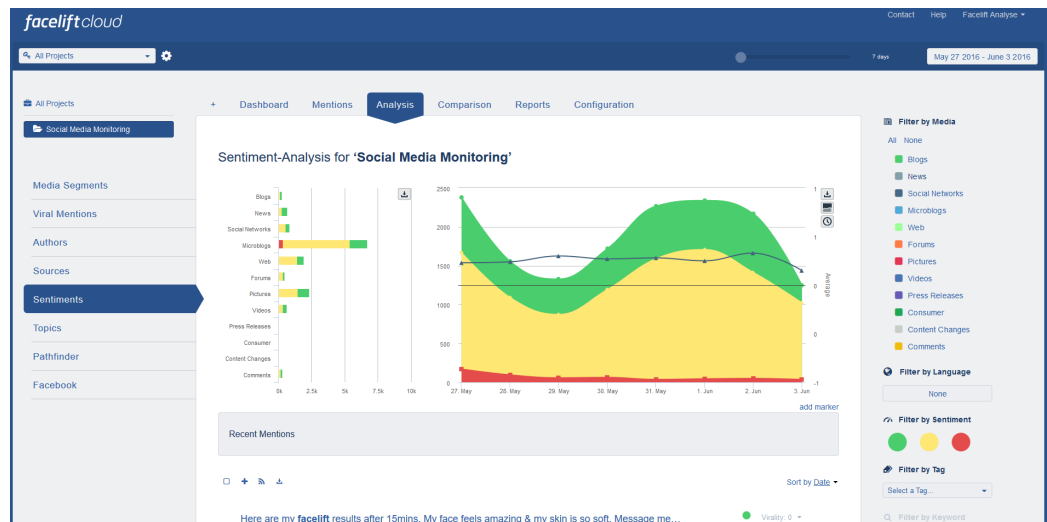 faceliftcloud
Contact Help Facelift Analyse
All Projects
7 days
May 27 2016 - June 3 2016
All Projects
Social Media Monitoring
Media Segments
Viral Mentions
Authors
Sources
Sentiments
Topics
Pathfinder
Facebook
+ Dashboard Mentions Analysis Comparison Reports Configuration
Sentiment-Analysis for ‘Social Media Monitoring’
Blogs
News
Social Networks
Microblogs
Web
Forums
Pictures
Videos
Press Releases
Consumer
Content Changes
Comments
0k 2.5k 5k 7.5k 10k
2500
2000
1500
1000
500
0
27. May 28. May 29. May 30. May 31. May 1. Jun 2. Jun 3. Jun
1
1
0
0
-1
Average
add marker
Recent Mentions
Sort by Date
Here are my facelift results after 15mins. My face feels amazing & my skin is so soft. Message me…
Virality: 0
Filter by Media
All None
Blogs
News
Social Networks
Microblogs
Web
Forums
Pictures
Videos
Press Releases
Consumer
Content Changes
Comments
Filter by Language
None
Filter by Sentiment
Filter by Tag
Select a Tag...
Filter by Keyword